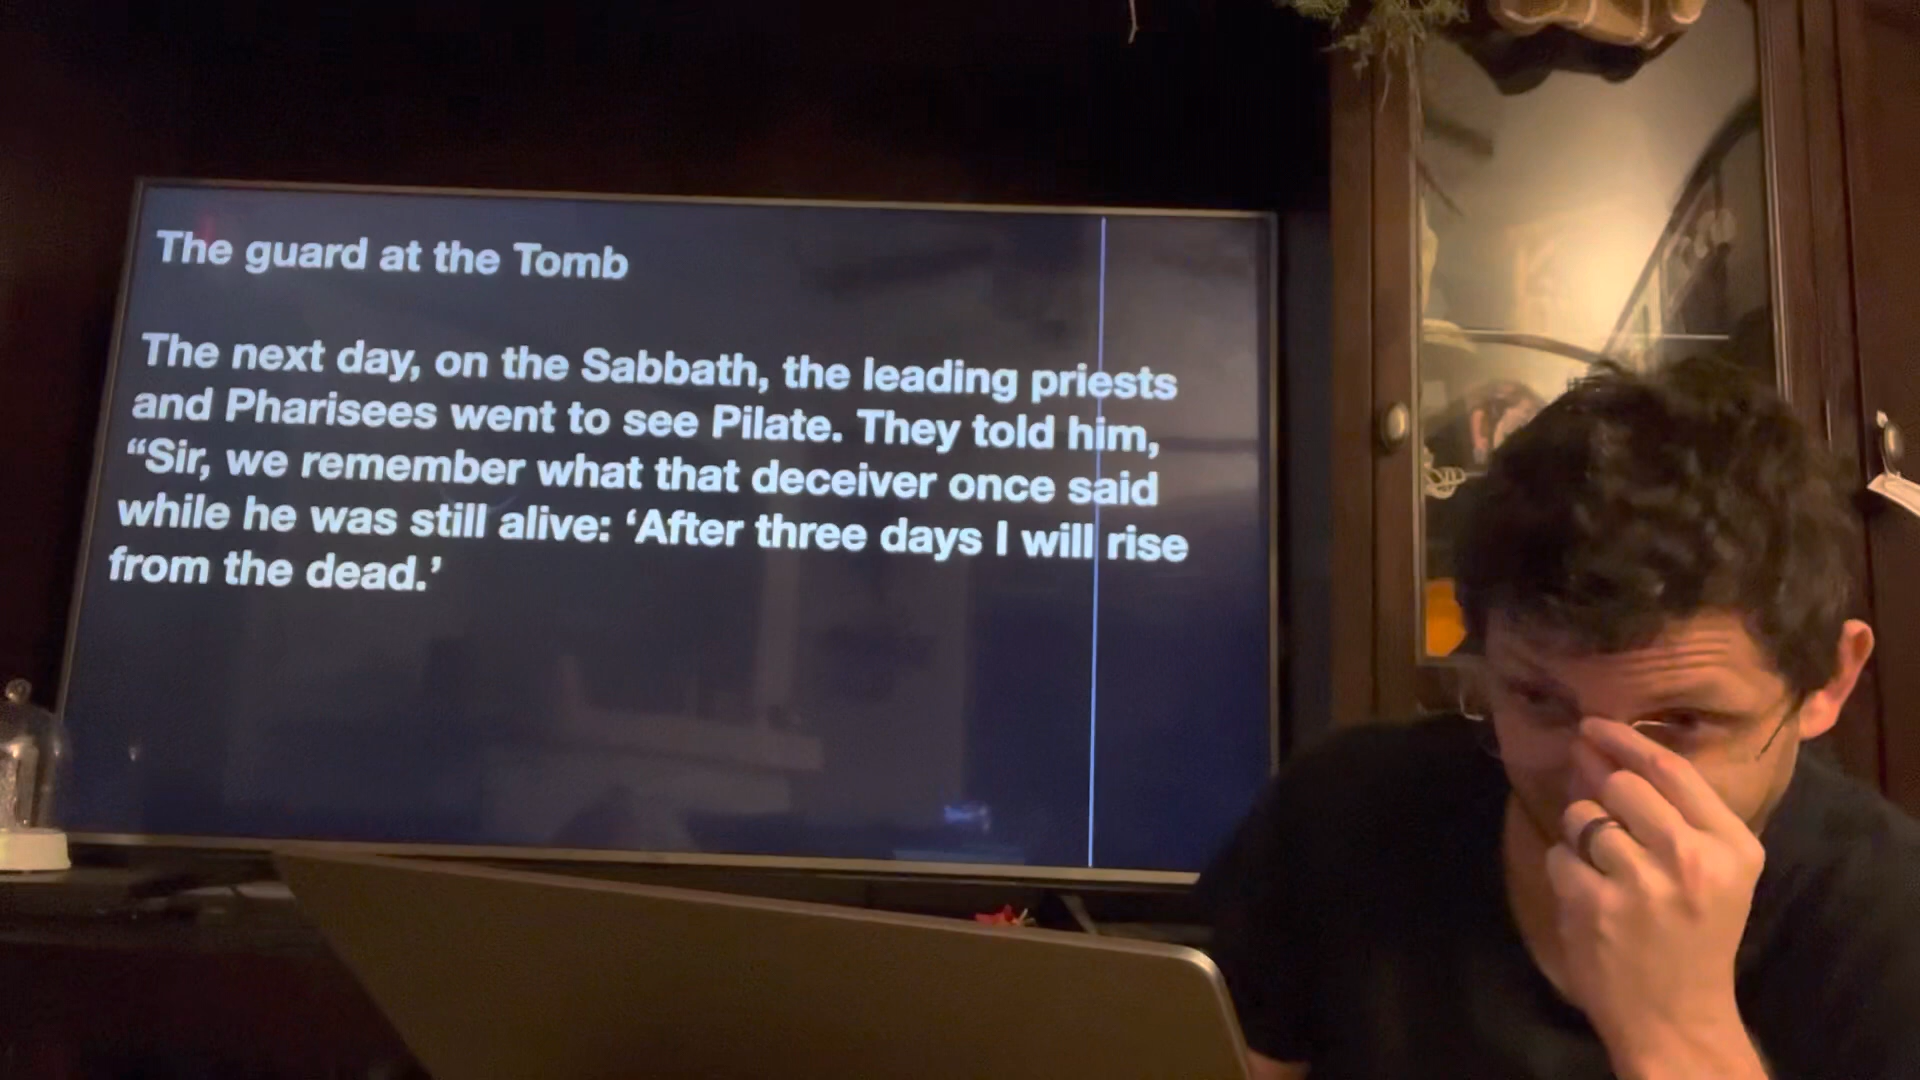 The guard at the Tomb
The next day, on the Sabbath, the leading priests
and Pharisees went to see Pilate. They told him,
“Sir, we remember what that deceiver once said
while he was still alive: ‘After three days I will rise
from the dead.’